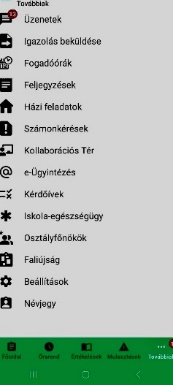 Továbbiak
Üzenetek
Igazolás beküldése
Fogadóórák
Feljegyzések
Házi feladatok
Számonkérések
Kollaborációs Tér
e-Ügyintézés
Kérdőívek
Iskola-egészségügy
Osztályfőnökök
Faliújság
Beállítások
Névjegy
Főoldal Órarend Értékelések Mulasztások Továbbiak